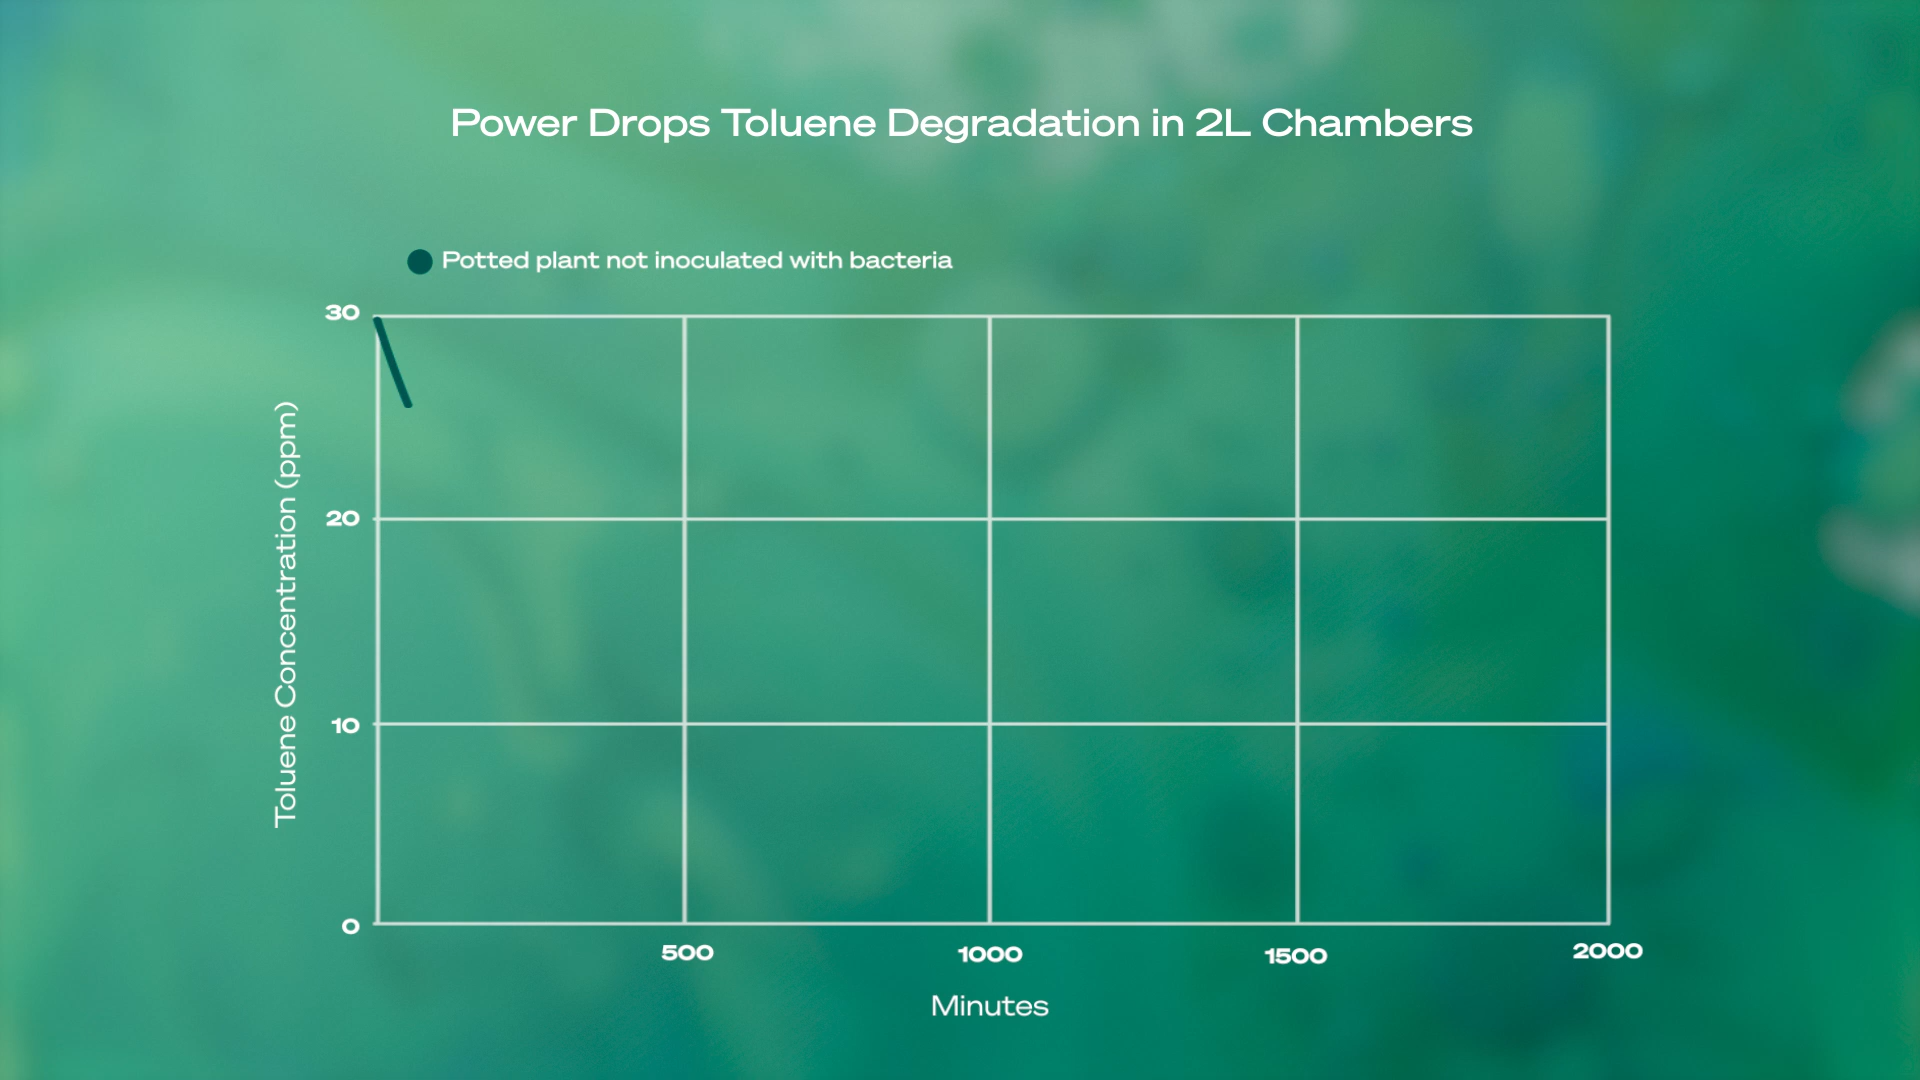 Power Drops Toluene Degradation in 2L Chambers
Potted plant not inoculated with bacteria
30
20
10
0
Toluene Concentration (ppm)
500
1000
1500
2000
Minutes